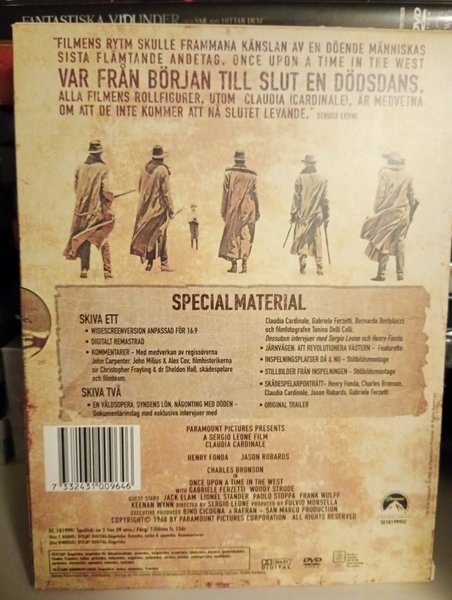 FANTASTISKA VIDUNDER
"FILMENS RYTM SKULLE FRAMMANA KÄNSLAN AV EN DÖENDE MÄNNISKAS
SISTA FLÄMTANDE ANDETAG. ONCE UPON A TIME IN THE WEST
VAR FRÅN BÖRJAN TILL SLUT EN DÖDSDANS.
ALLA FILMENS ROLLFIGURER, UTOM CLAUDIA (CARDINALE), ÄR MEDVETNA
OM ATT DE INTE KOMMER ATT NÅ SLUTET LEVANDE." SERGIO LEONE
SPECIALMATERIAL
SKIVA ETT
• WIDESCREENVERSION ANPASSAD FÖR 16:9
• DIGITALT REMASTRAD
• KOMMENTARER - Med medverkan av regissörerna
John Carpenter, John Milius & Alex Cox, filmhistorikerna
sir Christopher Frayling & dr Sheldon Hall, skådespelare
och filmteam.
SKIVA TVÅ
• EN VÅLDSOPERA, SYNDENS LÖN, NÅGONTING MED DÖDEN -
Dokumentärinslag med exclusiva intervjuer med
Claudia Cardinale, Gabriele Ferzetti, Bernardo Bertolucci
och filmfotografen Tonino Delli Colli.
Dessutom intervjuer med Sergio Leone och Henry Fonda
• JÄRNVÄGEN: ATT REVOLUTIONERA VÄSTERN - Featurette
• INSPELNINGSPLATSER DÅ & NU - Stillbildsmontage
• STILLBILDER FRÅN INSPELNINGEN - Stillbildsmontage
• SKÅDESPELARPORTRÄTT- Henry Fonda, Charles Bronson,
Claudia Cardinale, Jason Robards, Gabriele Ferzetti
• ORIGINAL TRAILER
7 332431 009646
PARAMOUNT PICTURES PRESENTS
A SERGIO LEONE FILM
CLAUDIA CARDINALE
HENRY FONDA JASON ROBARDS
CHARLES BRONSON IN
"ONCE UPON A TIME IN THE WEST"
WITH GABRIELE FERZETTI WOODY STRODE
GUEST STARS JACK ELAM LIONEL STANDER PAOLO STOPPA FRANK WOLFF
KEENAN WYNN DIRECTED BY SERGIO LEONE PRODUCED BY FULVIO MORSELLA
EXECUTIVE PRODUCER BINO CICOGNA A RAFRAN - SAN MARCO PRODUCTION
COPYRIGHT © 1968 BY PARAMOUNT PICTURES CORPORATION. ALL RIGHTS RESERVED.
Paramount
DOLBY
DIGITAL
DVD
VIDEO